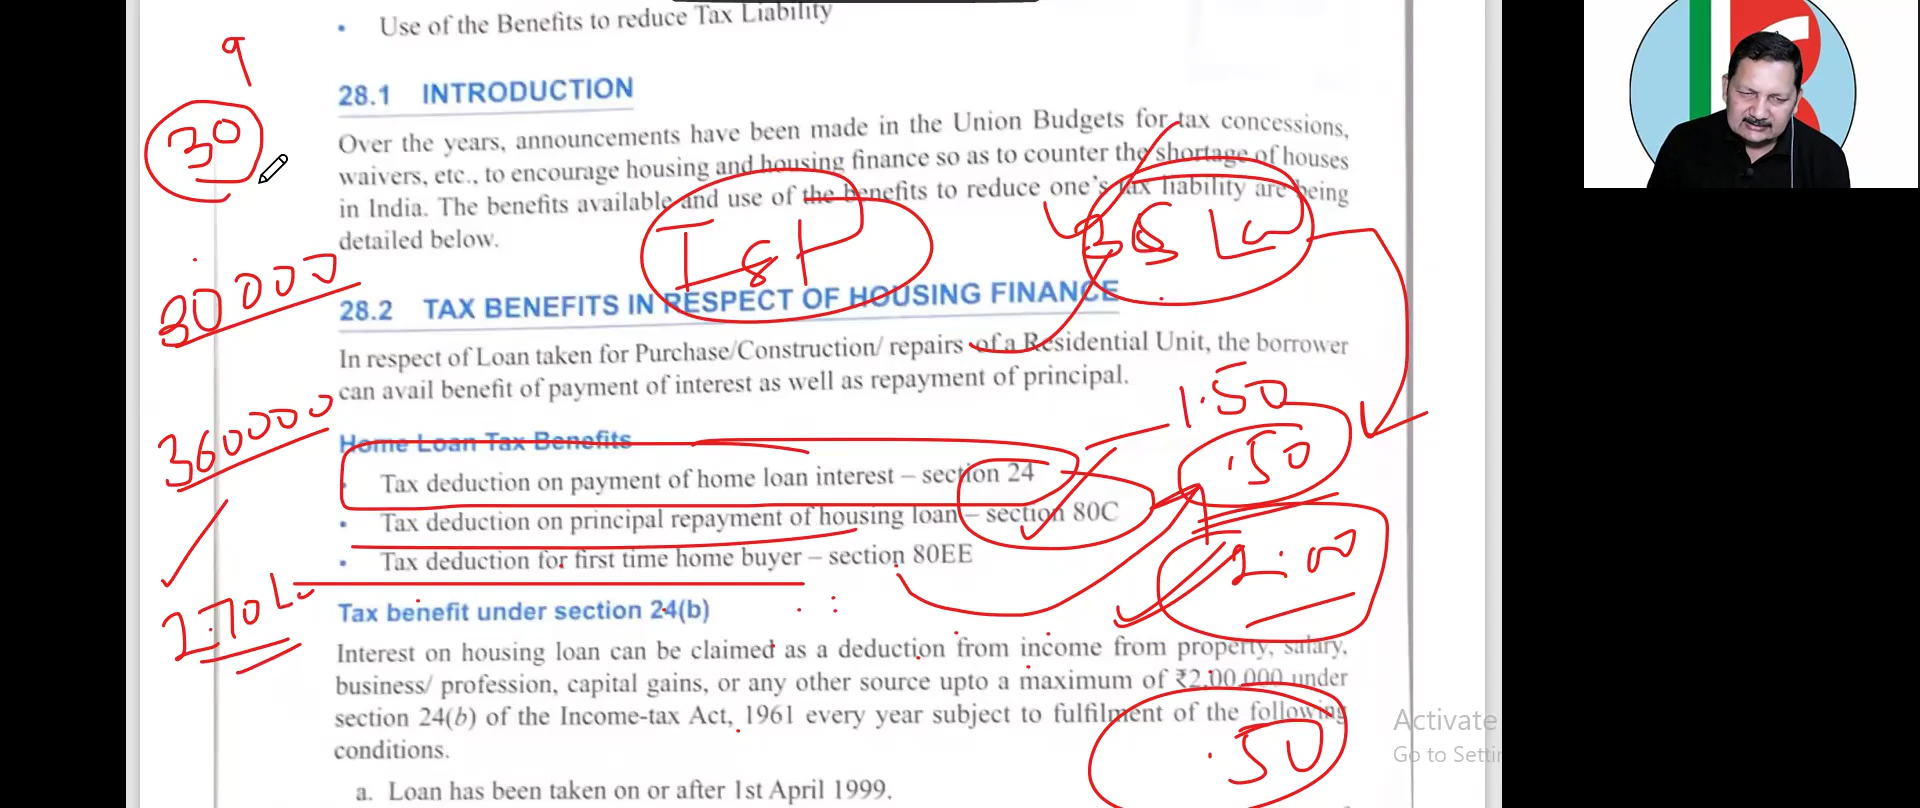 • Use of the Benefits to reduce Tax Liability
9
28.1 INTRODUCTION
30
Over the years, announcements have been made in the Union Budgets for tax concessions,
waivers, etc., to encourage housing and housing finance so as to counter the shortage of houses
in India. The benefits available and use of the benefits to reduce one's tax liability are being
detailed below.
I & P
35 La
30000
28.2 TAX BENEFITS IN RESPECT OF HOUSING FINANCE
In respect of Loan taken for Purchase/Construction/ repairs of a Residential Unit, the borrower
can avail benefit of payment of interest as well as repayment of principal.
1.50
360000
Home Loan Tax Benefits
.50
• Tax deduction on payment of home loan interest – section 24
• Tax deduction on principal repayment of housing loan – section 80C
• Tax deduction for first time home buyer – section 80EE
2.00
2.70 La
Tax benefit under section 24(b)
Interest on housing loan can be claimed as a deduction from income from property, salary,
business/ profession, capital gains, or any other source upto a maximum of ₹2,00,000 under
section 24(b) of the Income-tax Act, 1961 every year subject to fulfilment of the following
conditions.
.50
Activate
Go to Settin
a. Loan has been taken on or after 1st April 1999.